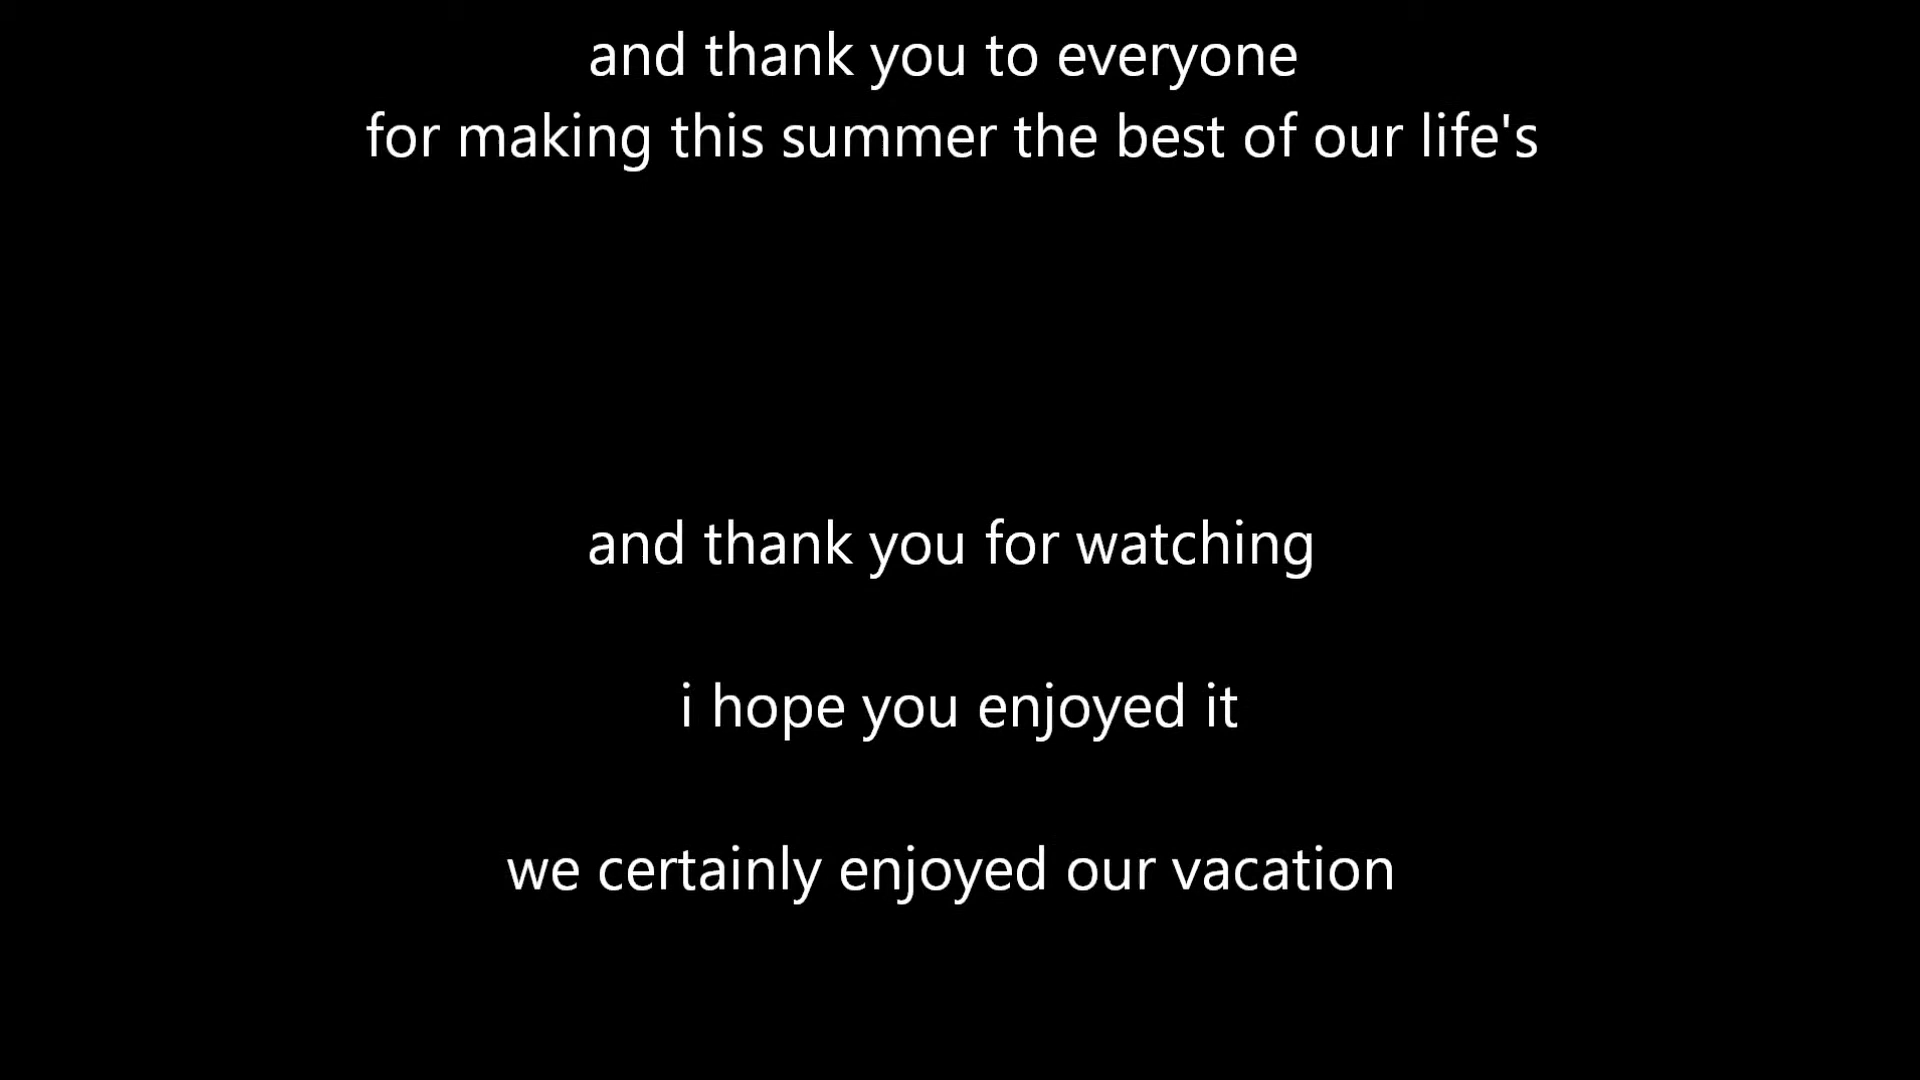 and thank you to everyone
for making this summer the best of our life's
and thank you for watching
i hope you enjoyed it
we certainly enjoyed our vacation